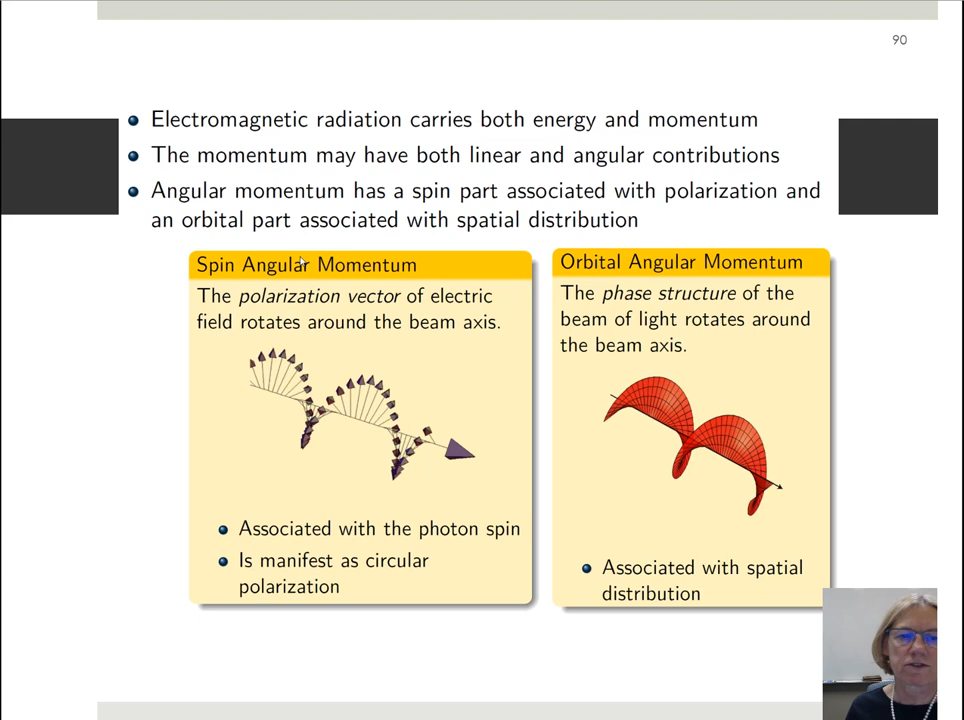 90
Electromagnetic radiation carries both energy and momentum
The momentum may have both linear and angular contributions
Angular momentum has a spin part associated with polarization and
an orbital part associated with spatial distribution
Spin Angular Momentum
The polarization vector of electric
field rotates around the beam axis.
Associated with the photon spin
Is manifest as circular
polarization
Orbital Angular Momentum
The phase structure of the
beam of light rotates around
the beam axis.
Associated with spatial
distribution